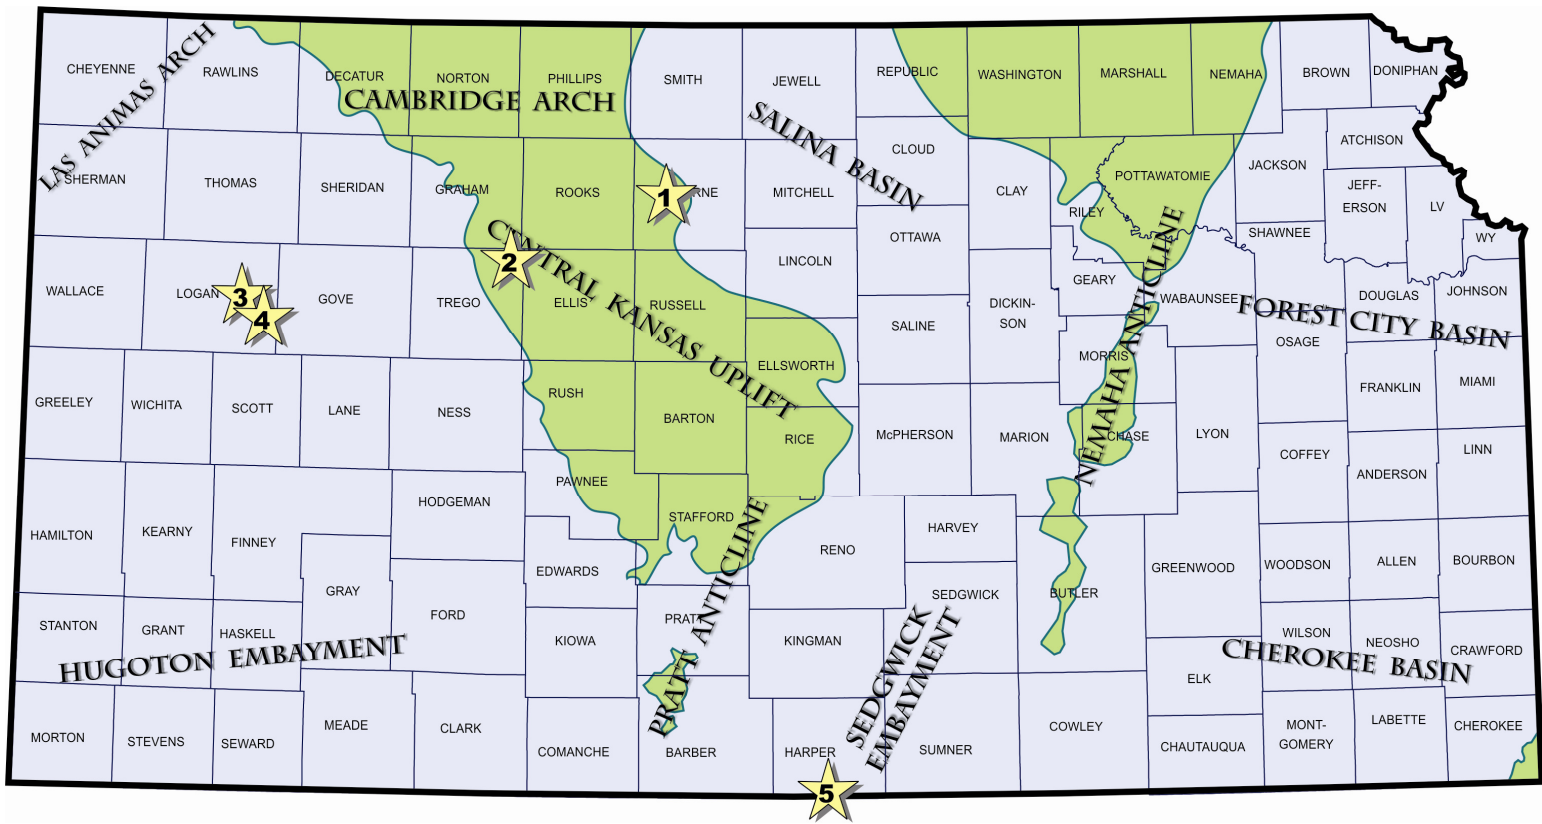 CHEYENNE
RAWLINS
DECATUR
NORTON
PHILLIPS
SMITH
JEWELL
REPUBLIC
WASHINGTON
MARSHALL
NEMAHA
BROWN
DONIPHAN
LAS ANIMAS ARCH
CAMBRIDGE ARCH
SALINA BASIN
ATCHISON
CLOUD
SHERMAN
THOMAS
SHERIDAN
GRAHAM
ROOKS
1
RNE
MITCHELL
CLAY
RILEY
POTTAWATOMIE
JACKSON
JEFF-
ERSON
LV
WY
OTTAWA
SHAWNEE
LINCOLN
CENTRAL KANSAS UPLIFT
2
WALLACE
LOGAN
3
4
GOVE
TREGO
ELLIS
RUSSELL
SALINE
DICKIN-
SON
GEARY
WABAUNSEE
NEMAHA ANTICLINE
FOREST CITY BASIN
DOUGLAS
JOHNSON
OSAGE
MORRIS
ELLSWORTH
GREELEY
WICHITA
SCOTT
LANE
NESS
RUSH
BARTON
RICE
McPHERSON
MARION
CHASE
LYON
FRANKLIN
MIAMI
COFFEY
ANDERSON
LINN
HAMILTON
KEARNY
FINNEY
HODGEMAN
PAWNEE
STAFFORD
RENO
HARVEY
EDWARDS
GRAY
FORD
PRATT ANTICLINE
SEDGWICK
BUTLER
GREENWOOD
WOODSON
ALLEN
BOURBON
STANTON
GRANT
HASKELL
HUGOTON EMBAYMENT
KIOWA
PRATT
KINGMAN
SEDGWICK
EMBAYMENT
WILSON
NEOSHO
CRAWFORD
CHEROKEE BASIN
ELK
MORTON
STEVENS
SEWARD
MEADE
CLARK
COMANCHE
BARBER
HARPER
5
SUMNER
COWLEY
CHAUTAUQUA
MONT-
GOMERY
LABETTE
CHEROKEE